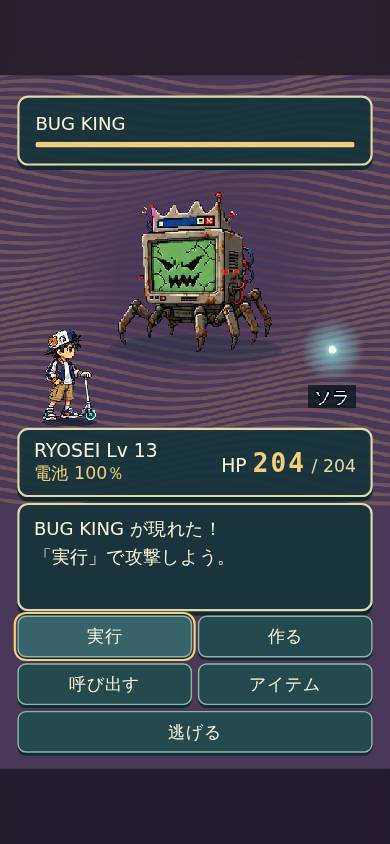 BUG KING
ソラ
RYOSEI Lv 13
電池 100％
HP 204 / 204
BUG KING が現れた！
「実行」で攻撃しよう。
実行
作る
呼び出す
アイテム
逃げる